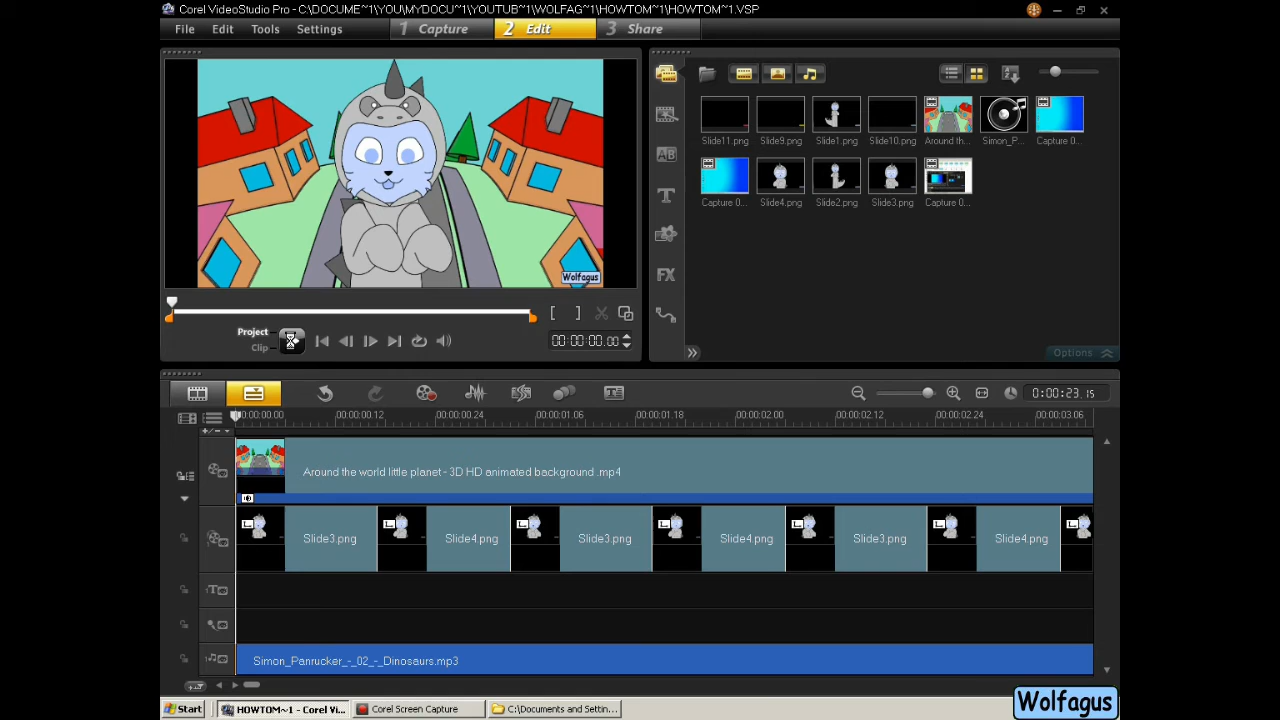 Corel VideoStudio Pro - C:\DOCUME~1\YOU\MYDOCU~1\YOUTUB~1\WOLFAG~1\HOWTOM~1\HOWTOM~1.VSP
File Edit Tools Settings 1 Capture 2 Edit 3 Share
Wolfagus
Project
Clip
00:00:00.00
Slide11.png Slide9.png Slide1.png Slide10.png Around th... Simon_P... Capture 0...
Capture 0... Slide4.png Slide2.png Slide3.png Capture 0...
AB
T
FX
Options
0:00:23.15
00:00:00.00 00:00:00.12 00:00:00.24 00:00:01.06 00:00:01.18 00:00:02.00 00:00:02.12 00:00:02.24 00:00:03.06
Around the world little planet - 3D HD animated background .mp4
Slide3.png Slide4.png Slide3.png Slide4.png Slide3.png Slide4.png
Simon_Panrucker_-_02_-_Dinosaurs.mp3
Start HOWTOM~1 - Corel Vi... Corel Screen Capture C:\Documents and Settin...
Wolfagus